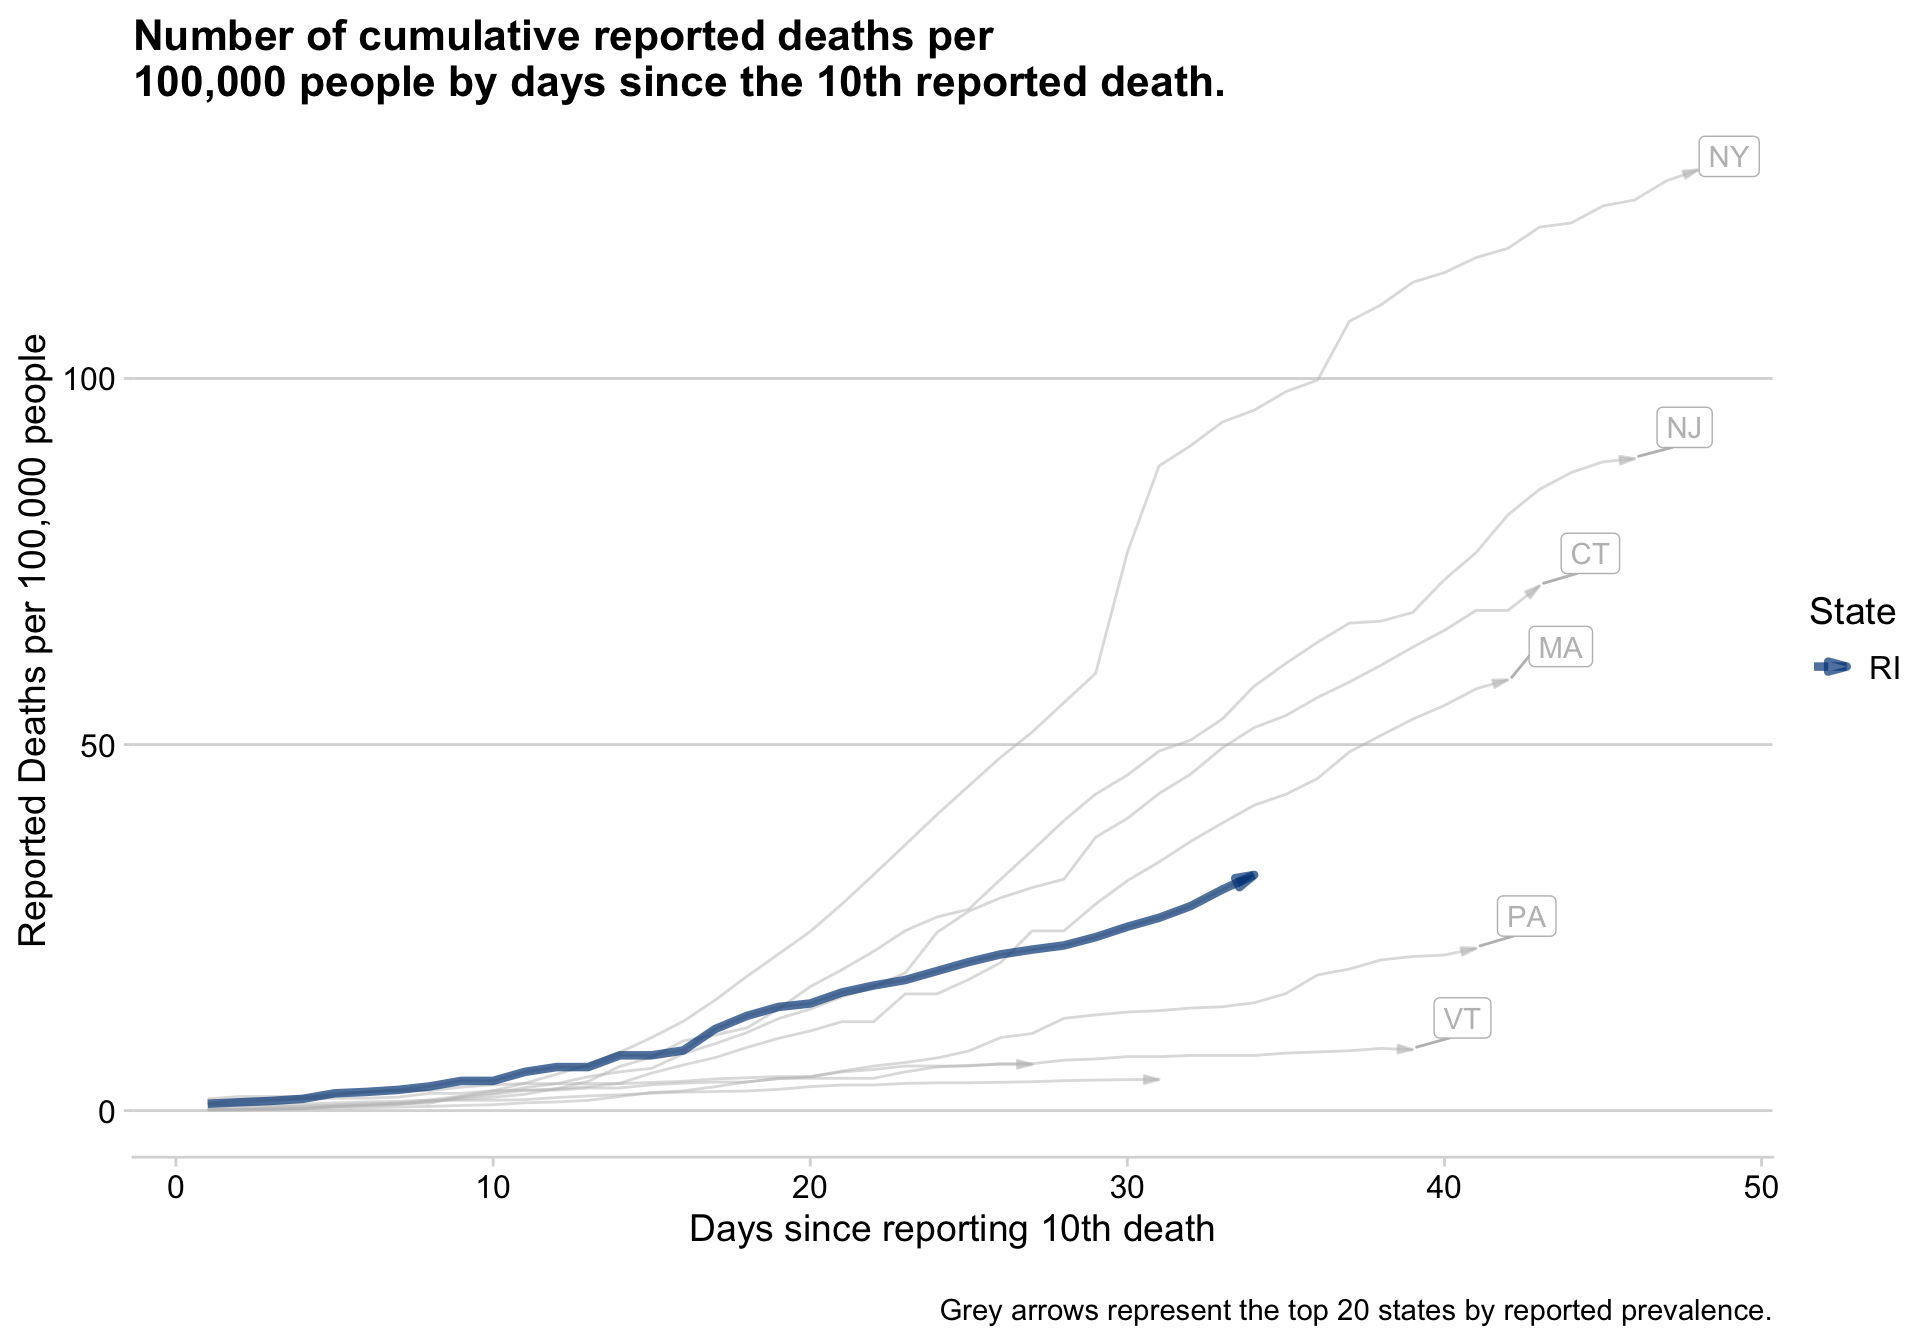 Number of cumulative reported deaths per
100,000 people by days since the 10th reported death.
Reported Deaths per 100,000 people
100
50
0
NY
NJ
CT
MA
PA
VT
State
RI
0 10 20 30 40 50
Days since reporting 10th death
Grey arrows represent the top 20 states by reported prevalence.